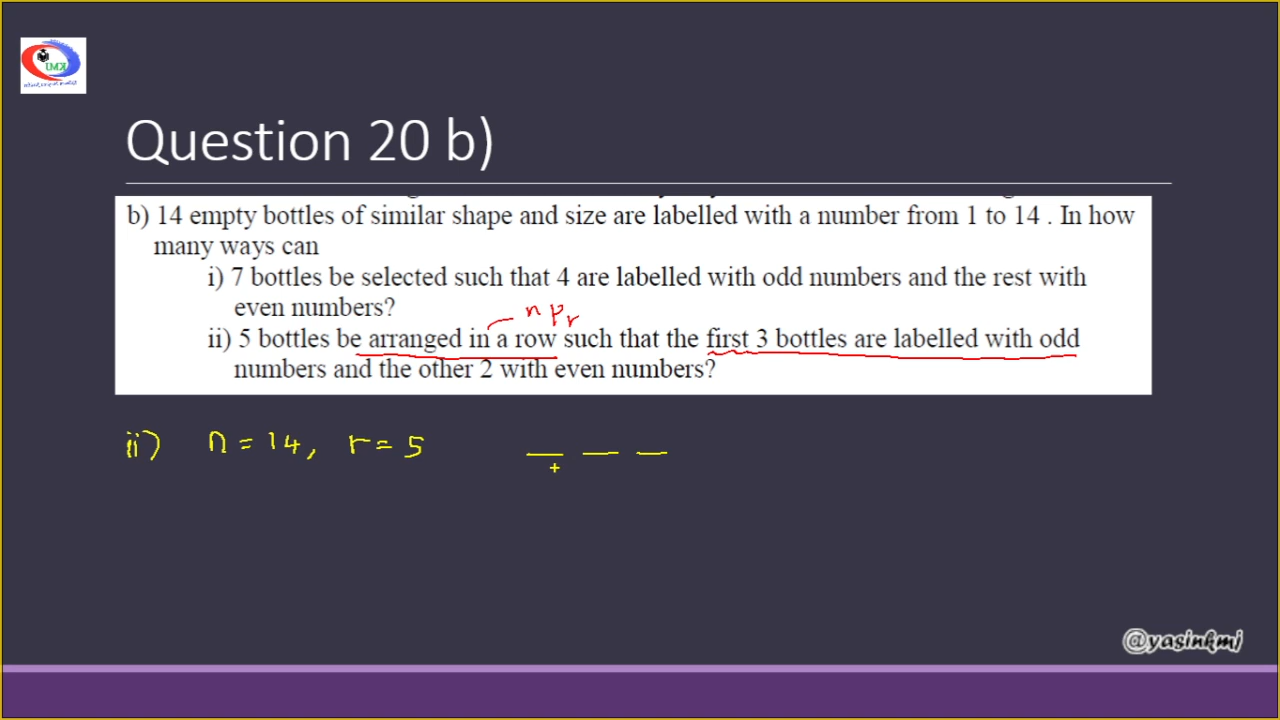 IMK
Question 20 b)
b) 14 empty bottles of similar shape and size are labelled with a number from 1 to 14 . In how
many ways can
i) 7 bottles be selected such that 4 are labelled with odd numbers and the rest with
even numbers?
n P r
ii) 5 bottles be arranged in a row such that the first 3 bottles are labelled with odd
numbers and the other 2 with even numbers?
ii) n = 14, r = 5
@yasinkmj